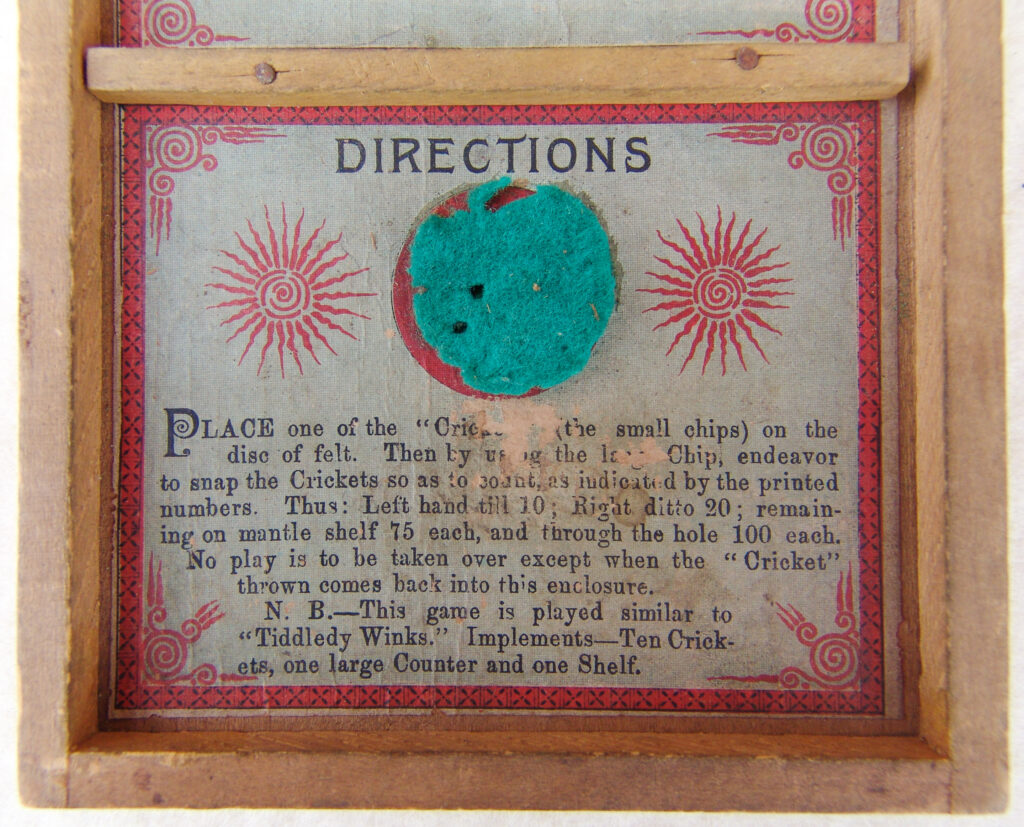 DIRECTIONS
PLACE one of the "Crickets" (the small chips) on the
disc of felt. Then by using the large Chip, endeavor
to snap the Crickets so as to count, as indicated by the printed
numbers. Thus: Left hand till 10; Right ditto 20; remain-
ing on mantle shelf 75 each, and through the hole 100 each.
No play is to be taken over except when the "Cricket"
thrown comes back into this enclosure.
N. B.—This game is played similar to
"Tiddledy Winks." Implements—Ten Crick-
ets, one large Counter and one Shelf.